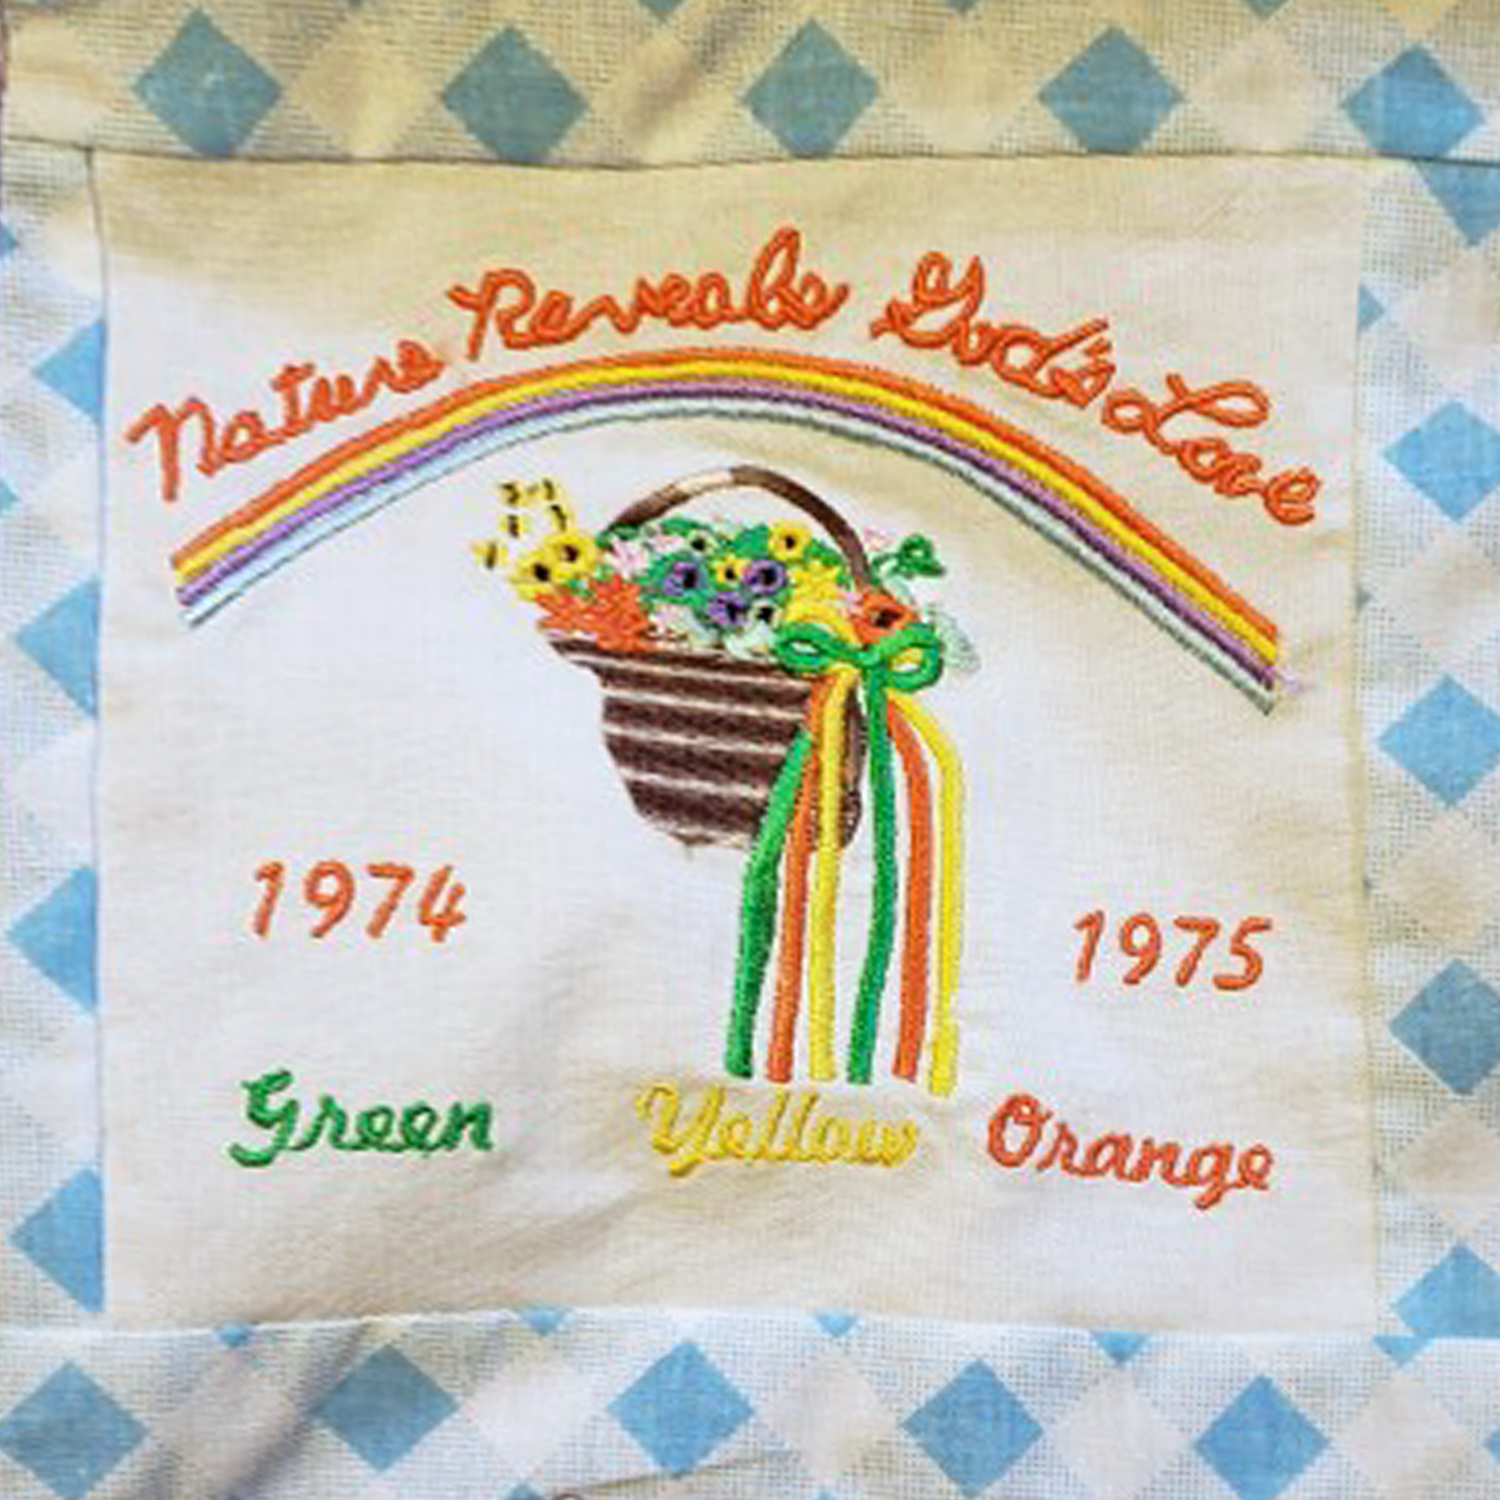 Nature Reveals God's Love
1974 1975
Green Yellow Orange